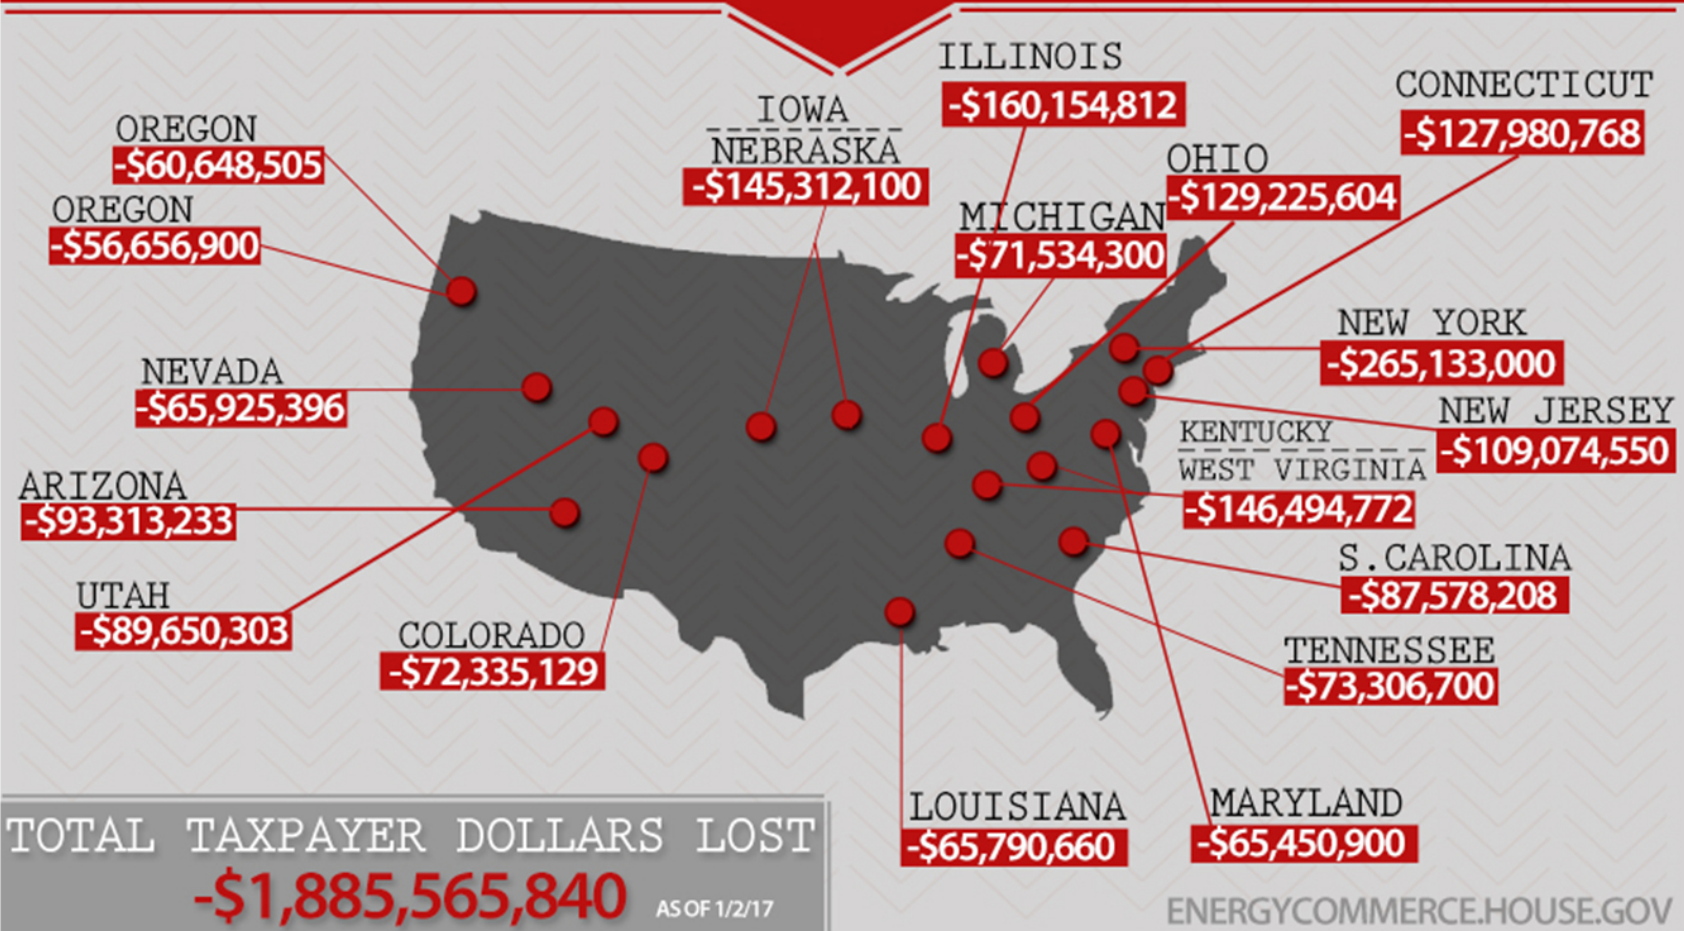 ILLINOIS
-$160,154,812
CONNECTICUT
-$127,980,768
IOWA
NEBRASKA
-$145,312,100
OREGON
-$60,648,505
OHIO
-$129,225,604
OREGON
-$56,656,900
MICHIGAN
-$71,534,300
NEW YORK
-$265,133,000
NEVADA
-$65,925,396
NEW JERSEY
-$109,074,550
KENTUCKY
WEST VIRGINIA
-$146,494,772
ARIZONA
-$93,313,233
S.CAROLINA
-$87,578,208
UTAH
-$89,650,303
COLORADO
-$72,335,129
TENNESSEE
-$73,306,700
LOUISIANA
-$65,790,660
MARYLAND
-$65,450,900
TOTAL TAXPAYER DOLLARS LOST
-$1,885,565,840 AS OF 1/2/17
ENERGYCOMMERCE.HOUSE.GOV